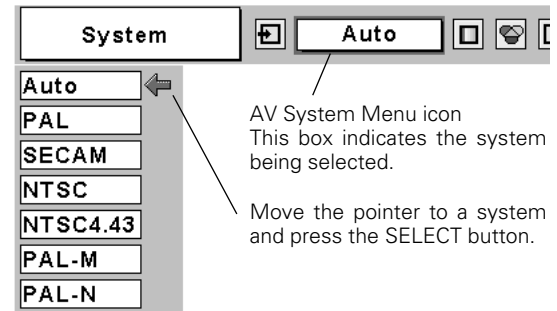 System
Auto
Auto
PAL
SECAM
NTSC
NTSC4.43
PAL-M
PAL-N
AV System Menu icon
This box indicates the system
being selected.
Move the pointer to a system
and press the SELECT button.